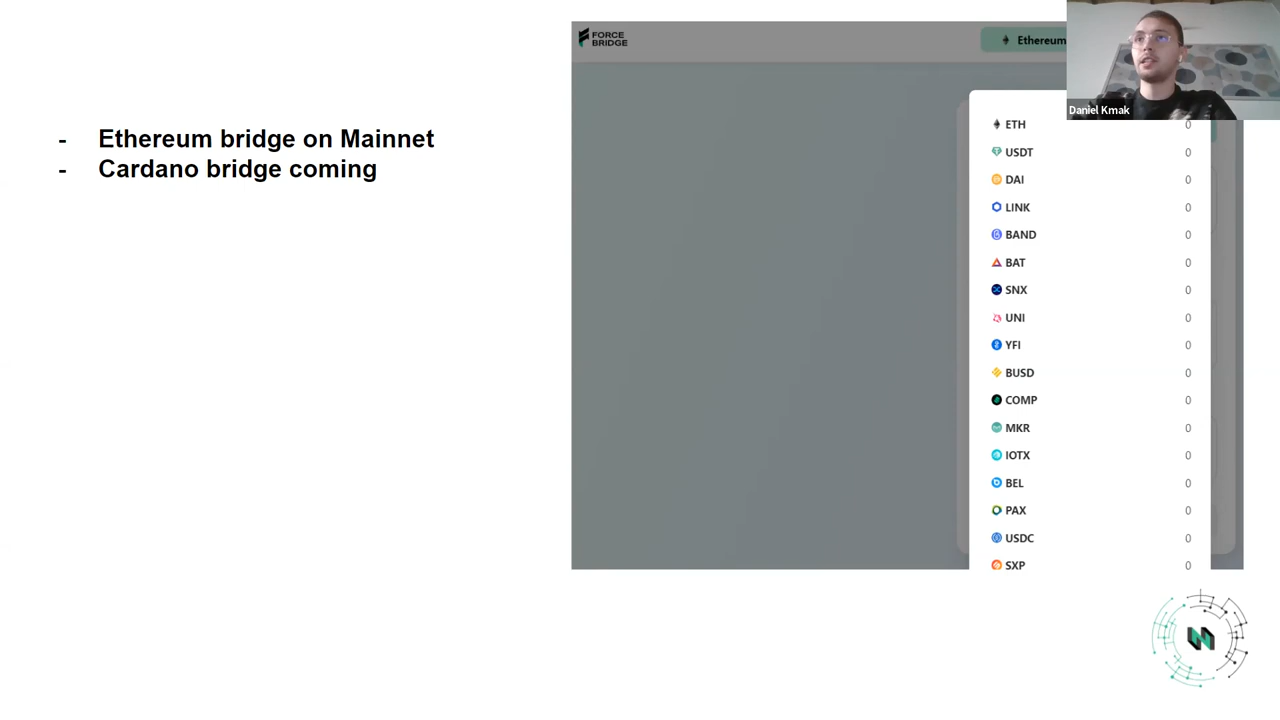 - Ethereum bridge on Mainnet
- Cardano bridge coming
FORCE
BRIDGE
Ethereum
Daniel Kmak
ETH 0
USDT 0
DAI 0
LINK 0
BAND 0
BAT 0
SNX 0
UNI 0
YFI 0
BUSD 0
COMP 0
MKR 0
IOTX 0
BEL 0
PAX 0
USDC 0
SXP 0